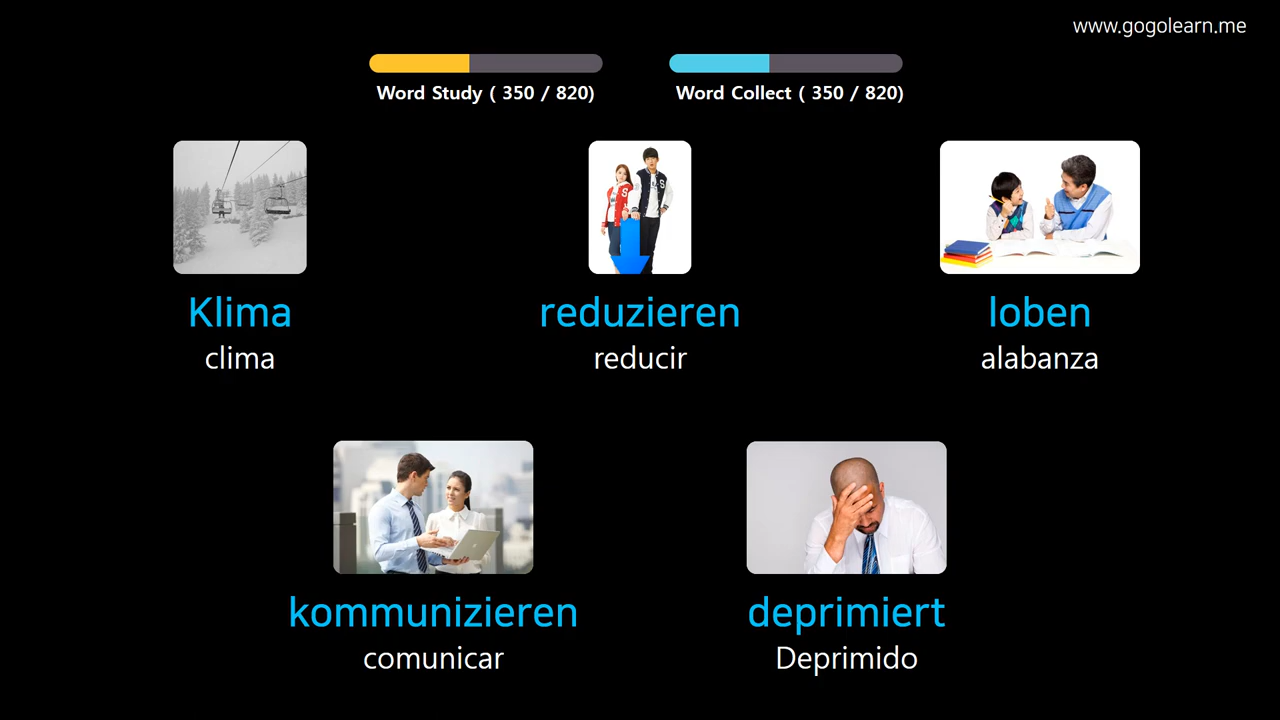 www.gogolearn.me
Word Study ( 350 / 820)
Word Collect ( 350 / 820)
Klima
clima
reduzieren
reducir
loben
alabanza
kommunizieren
comunicar
deprimiert
Deprimido